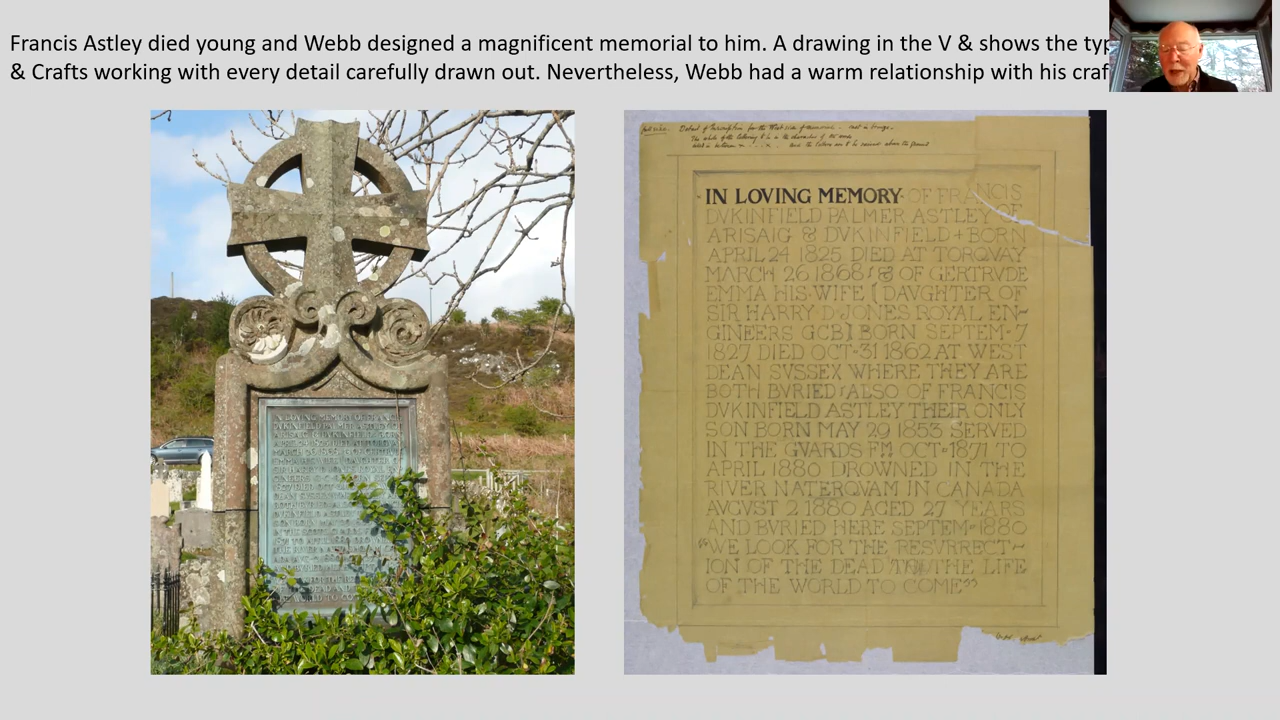 Francis Astley died young and Webb designed a magnificent memorial to him. A drawing in the V & shows the typ
& Crafts working with every detail carefully drawn out. Nevertheless, Webb had a warm relationship with his craf
IN LOVING MEMORY OF FRANCIS
DVKINFIELD PALMER ASTLEY OF
ARISAIG & DVKINFIELD + BORN
APRIL 24 1825 DIED AT TORQVAY
MARCH 26 1868 & OF GERTRVDE
EMMA HIS WIFE (DAVGHTER OF
SIR HARRY D·JONES ROYAL EN~
GINEERS GCB) BORN SEPTEM·7
1827 DIED OCT·31 1862 AT WEST
DEAN SVSSEX WHERE THEY ARE
BOTH BVRIED ALSO OF FRANCIS
DVKINFIELD ASTLEY THEIR ONLY
SON BORN MAY 29 1853 SERVED
IN THE GVARDS FM OCT·1871 TO
APRIL 1880 DROWNED IN THE
RIVER NATERQVAM IN CANADA
AVGVST 2 1880 AGED 27 YEARS
AND BVRIED HERE SEPTEM·1880
“WE LOOK FOR THE RESVRRECT~
ION OF THE DEAD THE LIFE
OF THE WORLD TO COME”